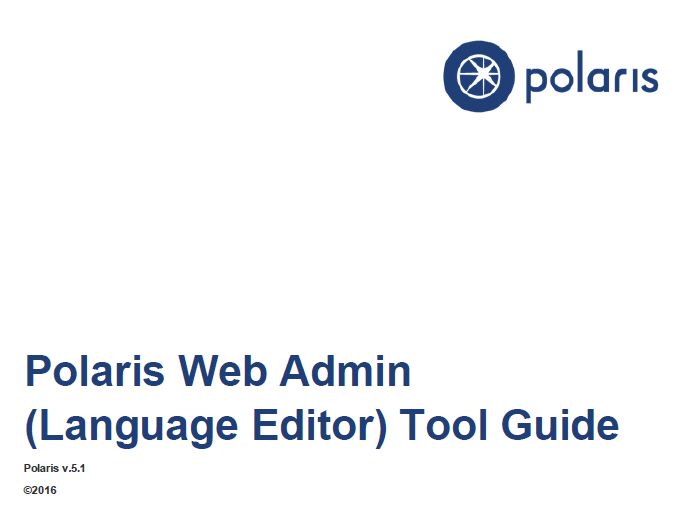 polaris
Polaris Web Admin
(Language Editor) Tool Guide
Polaris v.5.1
©2016